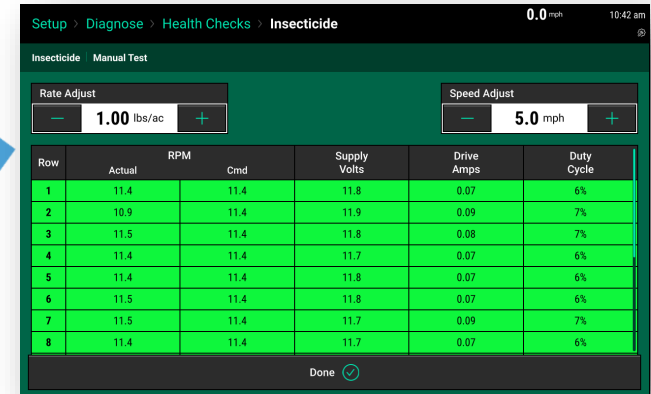 Setup > Diagnose > Health Checks > Insecticide 0.0 mph 10:42 am
Insecticide | Manual Test
Rate Adjust Speed Adjust
− 1.00 lbs/ac + − 5.0 mph +
Row RPM Supply Volts Drive Amps Duty Cycle
Actual Cmd
1 11.4 11.4 11.8 0.07 6%
2 10.9 11.4 11.9 0.09 7%
3 11.5 11.4 11.8 0.08 7%
4 11.4 11.4 11.7 0.07 6%
5 11.4 11.4 11.8 0.07 6%
6 11.5 11.4 11.8 0.07 6%
7 11.5 11.4 11.7 0.09 7%
8 11.4 11.4 11.7 0.07 6%
Done